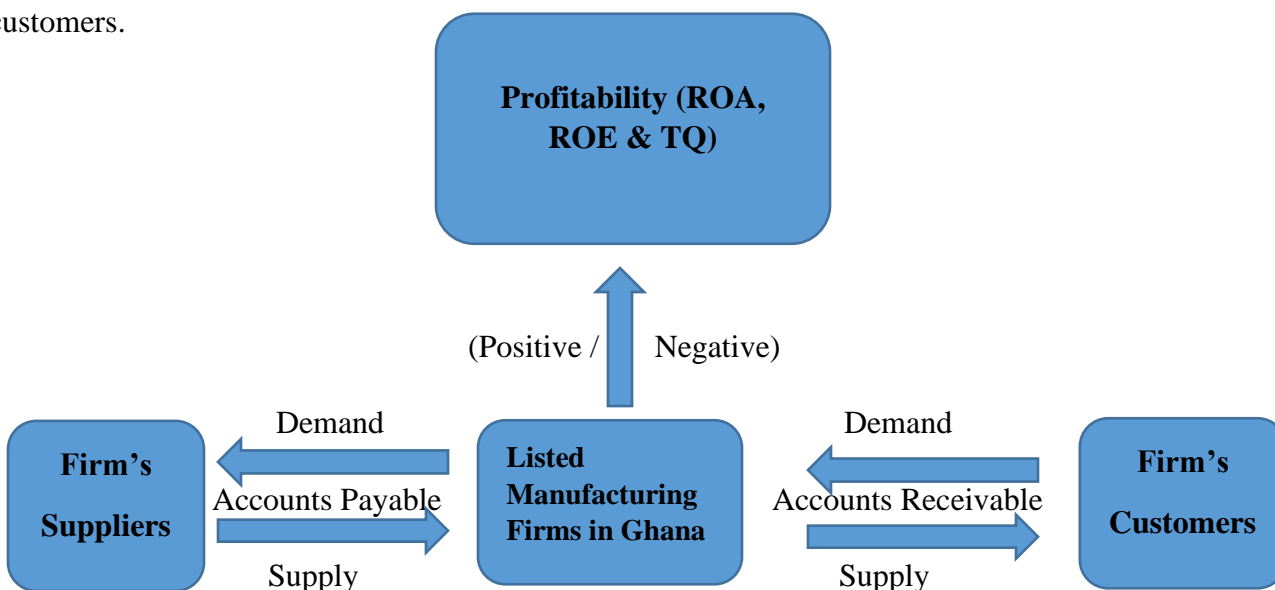 customers.
Profitability (ROA,
ROE & TQ)
(Positive / Negative)
Demand
Demand
Firm’s
Suppliers
Accounts Payable
Listed
Manufacturing
Firms in Ghana
Accounts Receivable
Firm’s
Customers
Supply
Supply